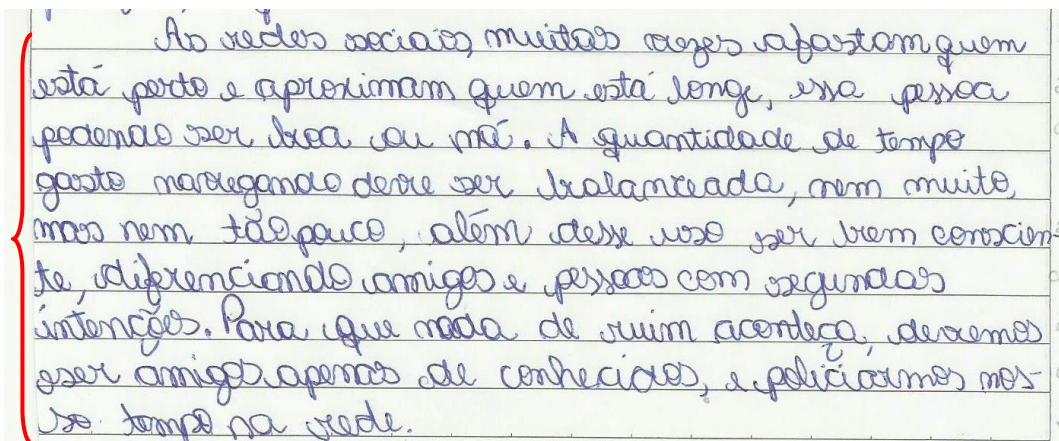 As redes sociais, muitas vezes afastam quem
está perto e aproximam quem está longe, essa pessoa
podendo ser boa ou má. A quantidade de tempo
gasto navegando deve ser balanceada, nem muito,
mas nem tão pouco, além desse uso ser bem conscien-
te, diferenciando amigos e pessoas com segundas
intenções. Para que nada de ruim aconteça, devemos
ser amigos apenas de conhecidos, e policiarmos nos-
so tempo na rede.